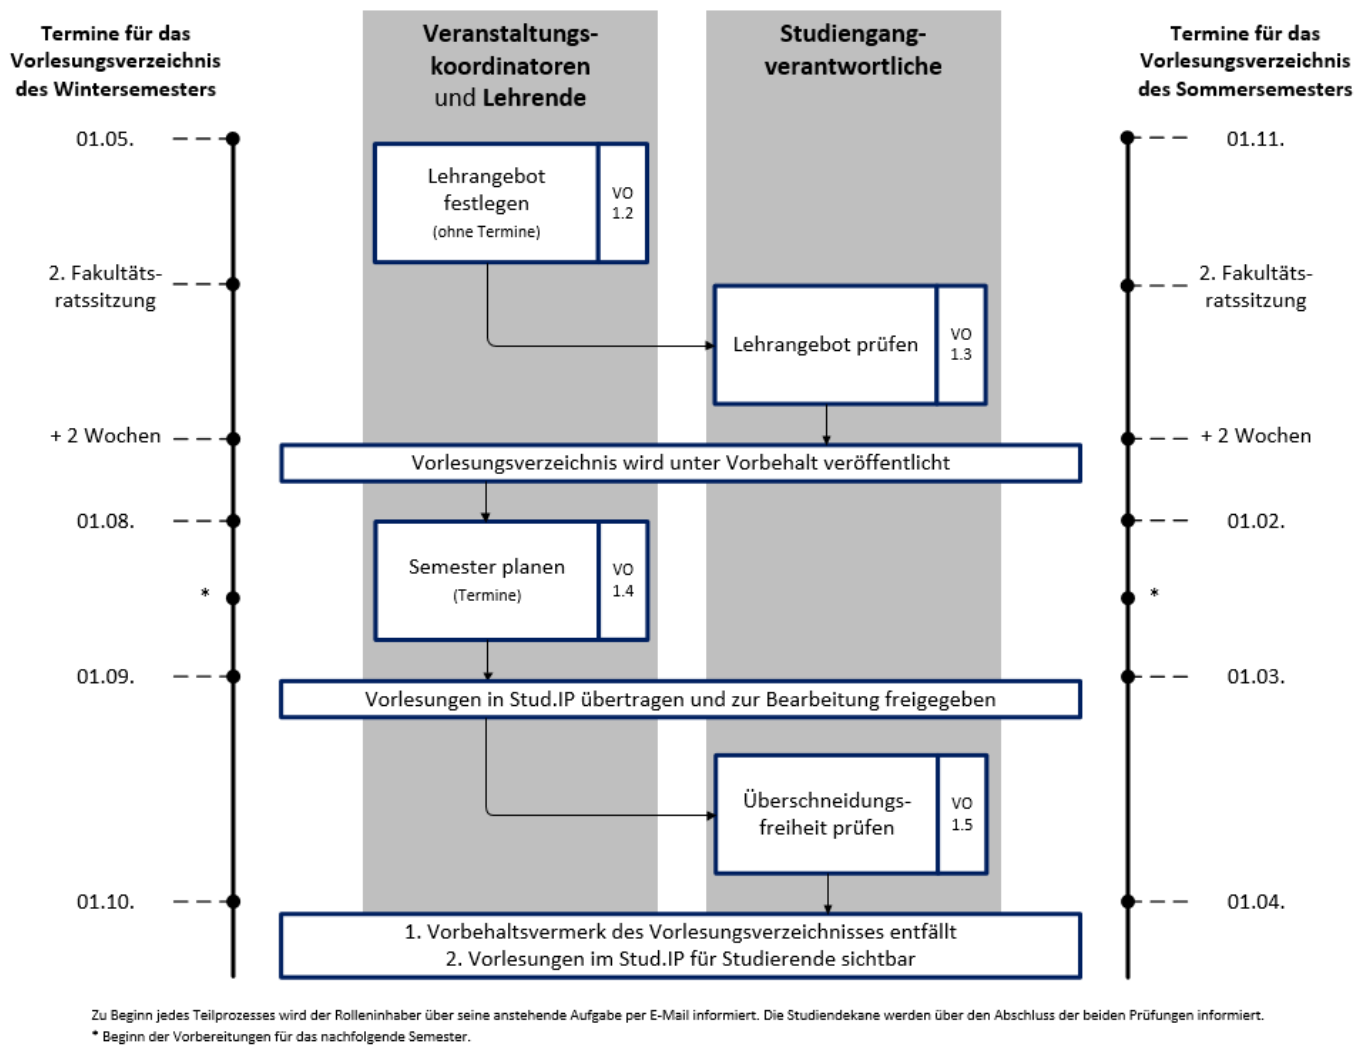 Termine für das
Vorlesungsverzeichnis
des Wintersemesters
Veranstaltungs-
koordinatoren
und Lehrende
Studiengang-
verantwortliche
Termine für das
Vorlesungsverzeichnis
des Sommersemesters
01.05.
01.11.
Lehrangebot
festlegen
(ohne Termine)
VO
1.2
2. Fakultäts-
ratssitzung
2. Fakultäts-
ratssitzung
Lehrangebot prüfen
VO
1.3
+ 2 Wochen
+ 2 Wochen
Vorlesungsverzeichnis wird unter Vorbehalt veröffentlicht
01.08.
01.02.
Semester planen
(Termine)
VO
1.4
*
*
01.09.
01.03.
Vorlesungen in Stud.IP übertragen und zur Bearbeitung freigegeben
Überschneidungs-
freiheit prüfen
VO
1.5
01.10.
01.04.
1. Vorbehaltsvermerk des Vorlesungsverzeichnisses entfällt
2. Vorlesungen im Stud.IP für Studierende sichtbar
Zu Beginn jedes Teilprozesses wird der Rolleninhaber über seine anstehende Aufgabe per E-Mail informiert. Die Studiendekane werden über den Abschluss der beiden Prüfungen informiert.
* Beginn der Vorbereitungen für das nachfolgende Semester.